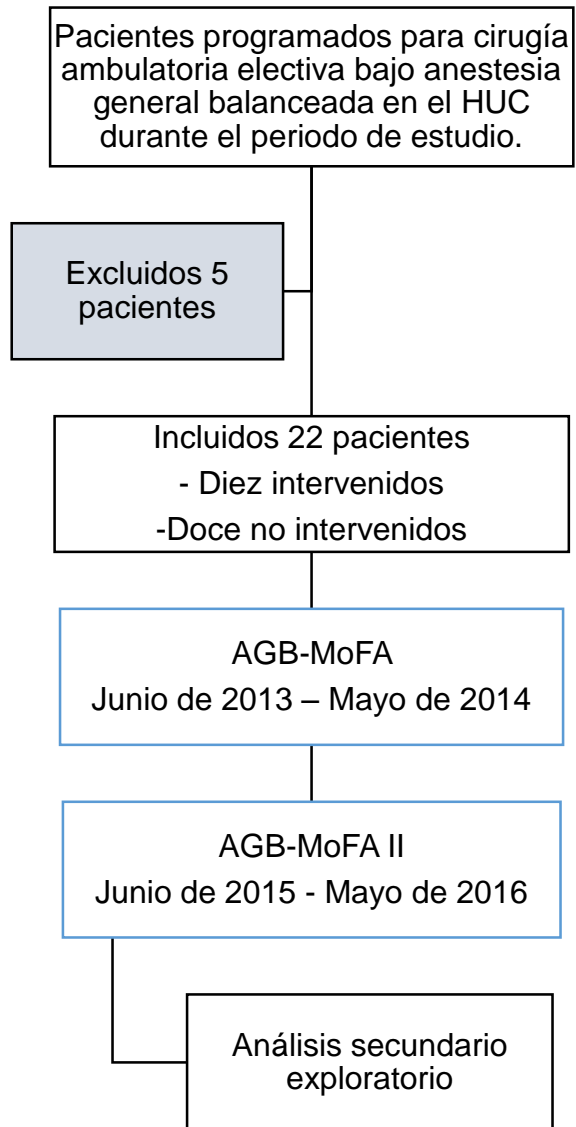 Pacientes programados para cirugía
ambulatoria electiva bajo anestesia
general balanceada en el HUC
durante el periodo de estudio.
Excluidos 5
pacientes
Incluidos 22 pacientes
- Diez intervenidos
-Doce no intervenidos
AGB-MoFA
Junio de 2013 – Mayo de 2014
AGB-MoFA II
Junio de 2015 - Mayo de 2016
Análisis secundario
exploratorio